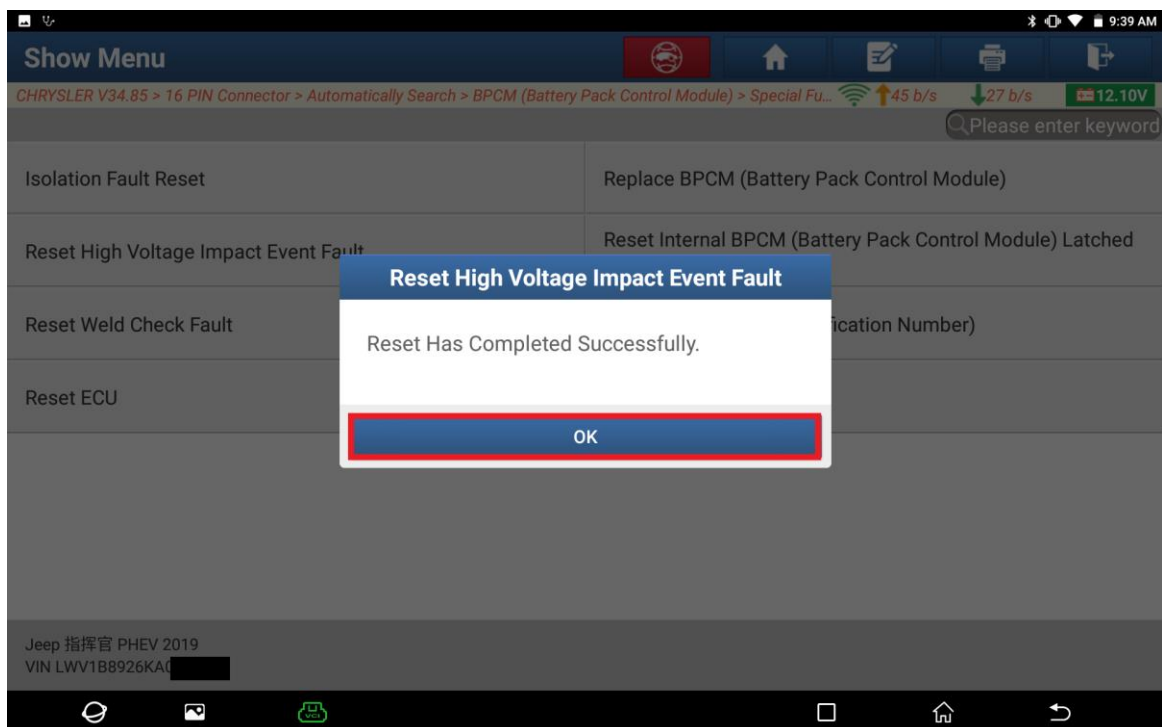 9:39 AM
Show Menu
CHRYSLER V34.85 > 16 PIN Connector > Automatically Search > BPCM (Battery Pack Control Module) > Special Fu...
45 b/s
27 b/s
12.10V
Please enter keyword
Isolation Fault Reset
Replace BPCM (Battery Pack Control Module)
Reset High Voltage Impact Event Fault
Reset Internal BPCM (Battery Pack Control Module) Latched
Reset High Voltage Impact Event Fault
Reset Weld Check Fault
Number)
Reset Has Completed Successfully.
Reset ECU
OK
Jeep 指挥官 PHEV 2019
VIN LWV1B8926KA
VCI